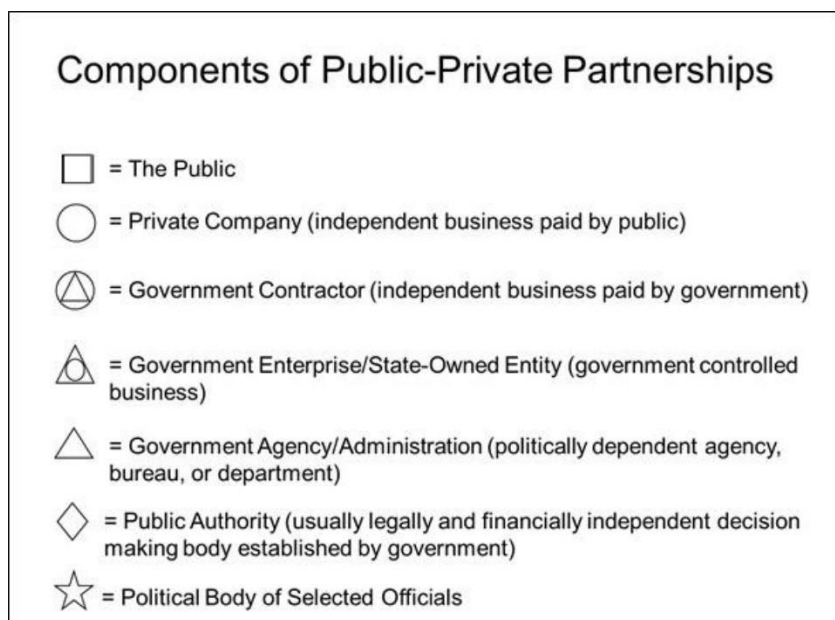 Components of Public-Private Partnerships
= The Public
= Private Company (independent business paid by public)
= Government Contractor (independent business paid by government)
= Government Enterprise/State-Owned Entity (government controlled
business)
= Government Agency/Administration (politically dependent agency,
bureau, or department)
= Public Authority (usually legally and financially independent decision
making body established by government)
= Political Body of Selected Officials